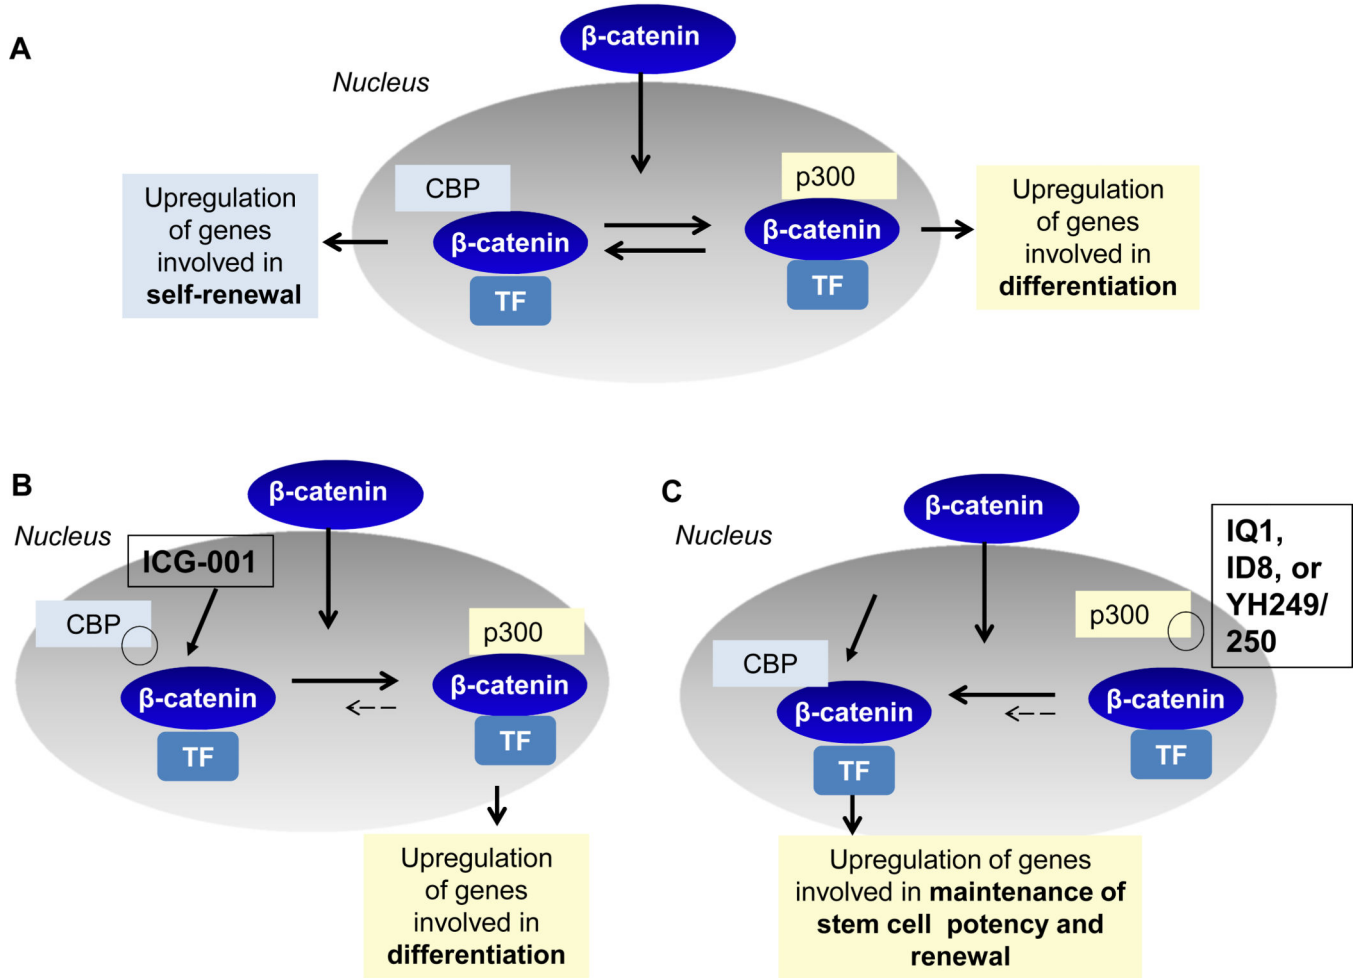 A
β-catenin
Nucleus
CBP
p300
Upregulation
of genes
involved in
self-renewal
β-catenin
TF
β-catenin
TF
Upregulation
of genes
involved in
differentiation
B
β-catenin
Nucleus
ICG-001
CBP
β-catenin
TF
p300
β-catenin
TF
Upregulation
of genes
involved in
differentiation
C
β-catenin
Nucleus
IQ1,
ID8, or
YH249/
250
p300
CBP
β-catenin
TF
β-catenin
TF
Upregulation of genes
involved in maintenance of
stem cell potency and
renewal